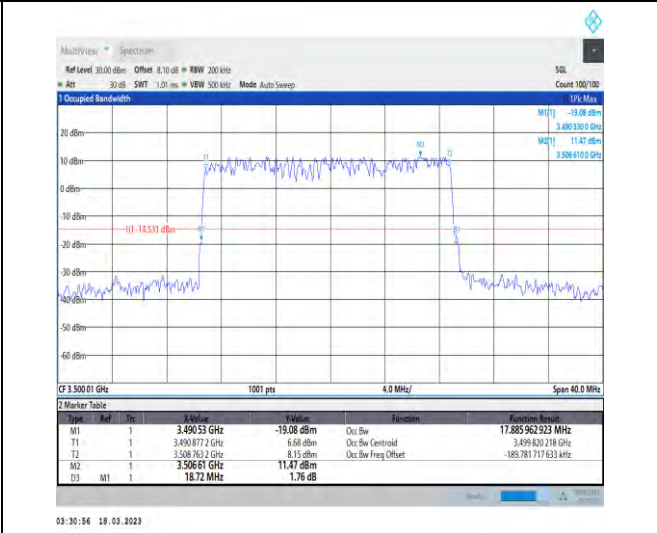 MultiView Spectrum
Ref Level 30.00 dBm Offset 8.10 dB RBW 200 kHz SGL
Att 30 dB SWT 1.01 ms VBW 500 kHz Mode Auto Sweep Count 100/100
1 Occupied Bandwidth 1Pk Max
M1[1] -19.08 dBm
3.490 530 0 GHz
M2[1] 11.47 dBm
3.506 610 0 GHz
20 dBm
M2
T1 T2
10 dBm
0 dBm
-10 dBm
H1 -14.531 dBm
-20 dBm
-30 dBm
-40 dBm
-50 dBm
-60 dBm
CF 3.500 01 GHz 1001 pts 4.0 MHz/ Span 40.0 MHz
2 Marker Table
Type Ref Trc X-Value Y-Value Function Function Result
M1 1 3.490 53 GHz -19.08 dBm Occ Bw 17.885 962 923 MHz
T1 1 3.490 877 2 GHz 6.68 dBm Occ Bw Centroid 3.499 820 218 GHz
T2 1 3.508 763 2 GHz 8.15 dBm Occ Bw Freq Offset -189.781 717 633 kHz
M2 1 3.506 61 GHz 11.47 dBm
D3 M1 1 18.72 MHz 1.76 dB
03:30:56 18.03.2023